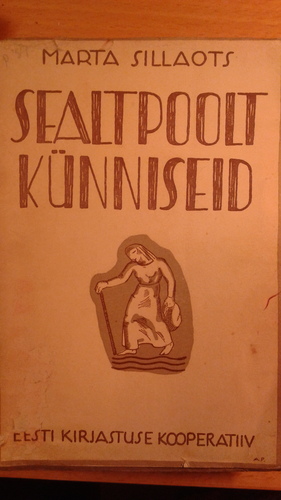 MARTA SILLAOTS
SEALTPOOLT
KÜNNISEID
EESTI KIRJASTUSE KOOPERATIIV